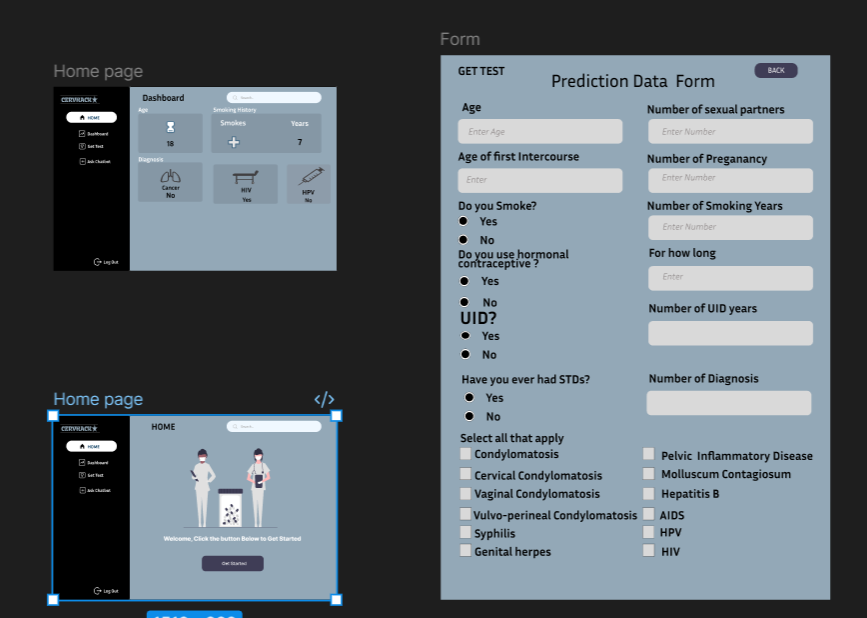 Home page
CERVHACK
HOME
Dashboard
Get Test
Ask Chatbot
Log Out
Dashboard
Search..
Age
18
Smoking History
Smokes
Years
7
Diagnosis
Cancer
No
HIV
Yes
HPV
No
Home page
</>
CERVHACK
HOME
Dashboard
Get Test
Ask Chatbot
Log Out
HOME
Search..
Welcome, Click the button Below to Get Started
Get Started
Form
GET TEST
BACK
Prediction Data Form
Age
Enter Age
Number of sexual partners
Enter Number
Age of first Intercourse
Enter
Number of Preganancy
Enter Number
Do you Smoke?
Yes
No
Number of Smoking Years
Enter Number
Do you use hormonal
contraceptive ?
Yes
No
For how long
Enter
UID?
Yes
No
Number of UID years
Have you ever had STDs?
Yes
No
Number of Diagnosis
Select all that apply
Condylomatosis
Cervical Condylomatosis
Vaginal Condylomatosis
Vulvo-perineal Condylomatosis
Syphilis
Genital herpes
Pelvic Inflammatory Disease
Molluscum Contagiosum
Hepatitis B
AIDS
HPV
HIV